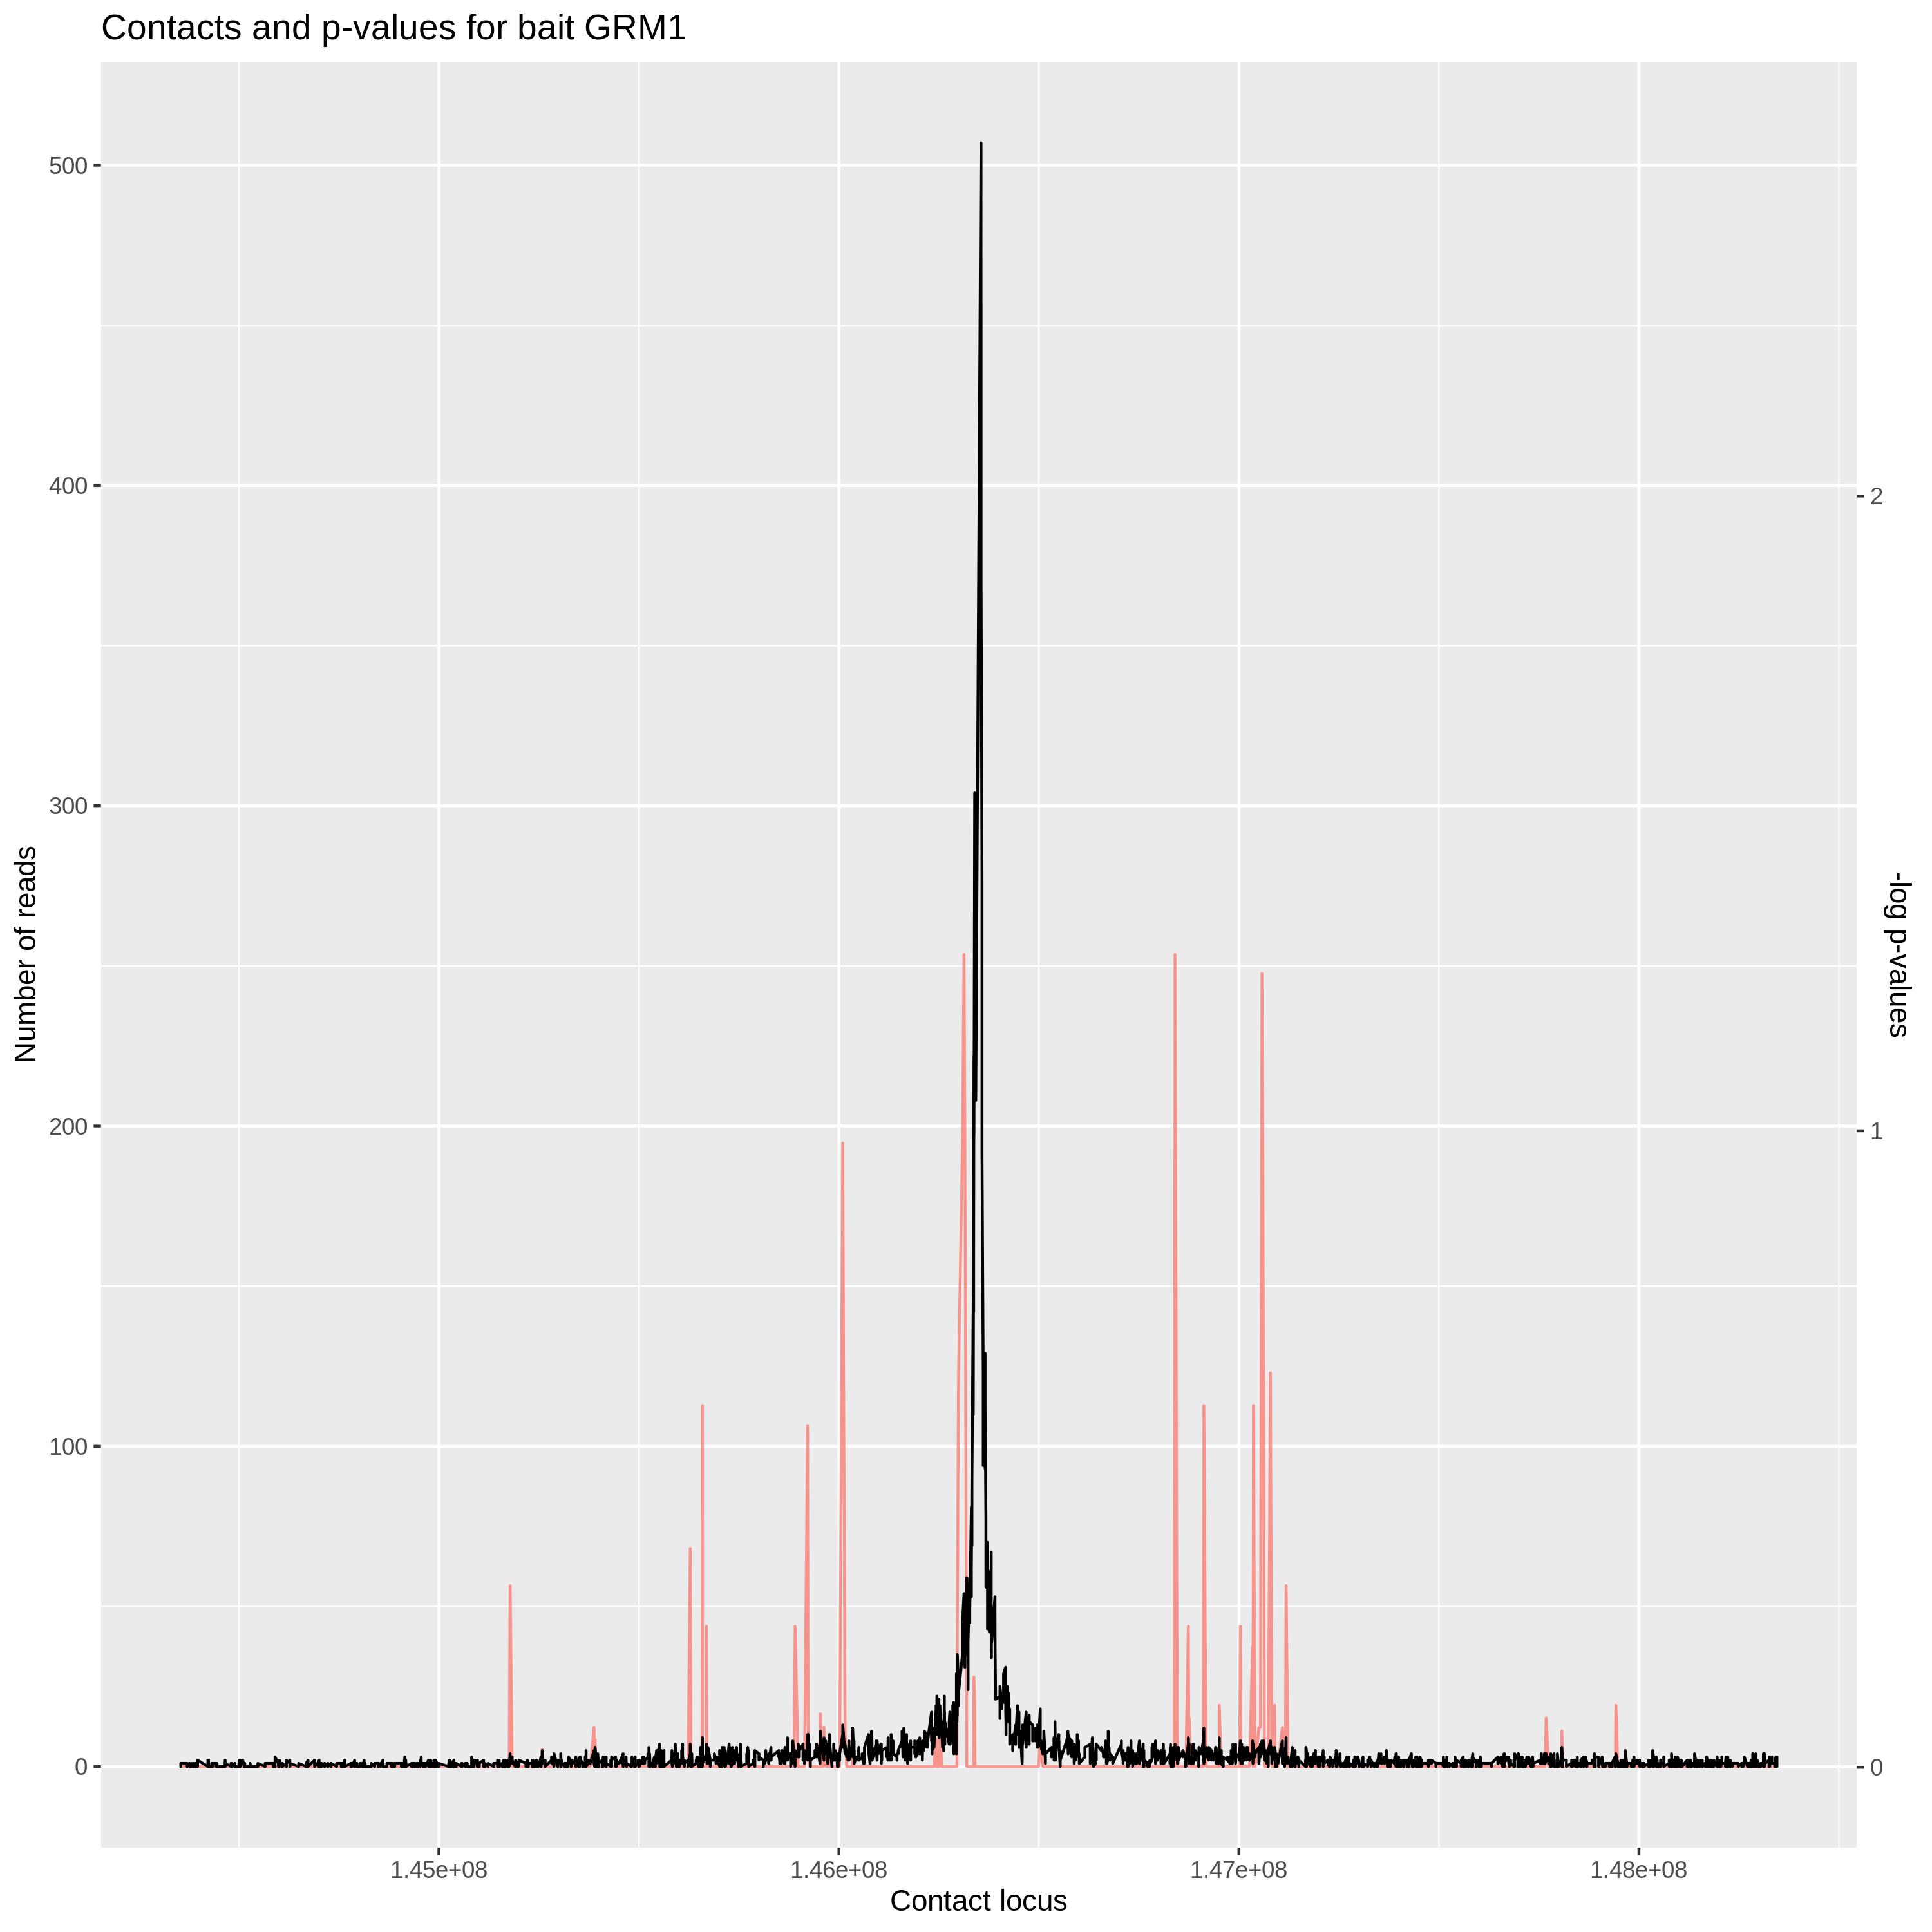 Contacts and p-values for bait GRM1
Number of reads
500
400
300
200
100
0
2
1
0
-log p-values
1.45e+08
1.46e+08
1.47e+08
1.48e+08
Contact locus